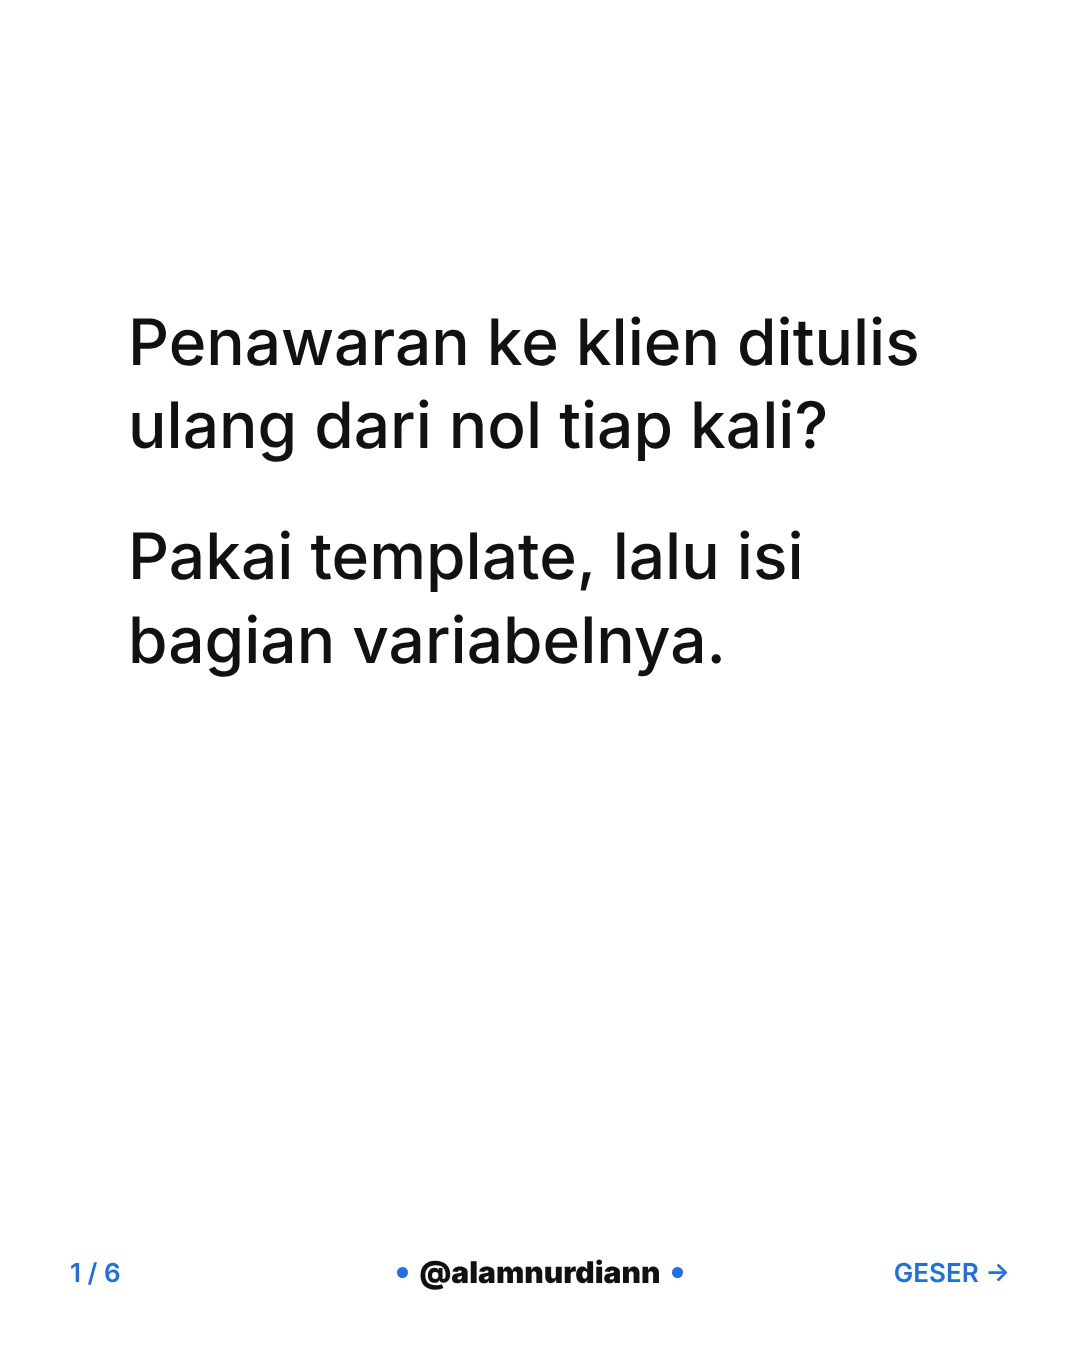 Penawaran ke klien ditulis
ulang dari nol tiap kali?
Pakai template, lalu isi
bagian variabelnya.
1 / 6
• @alamnurdiann •
GESER →